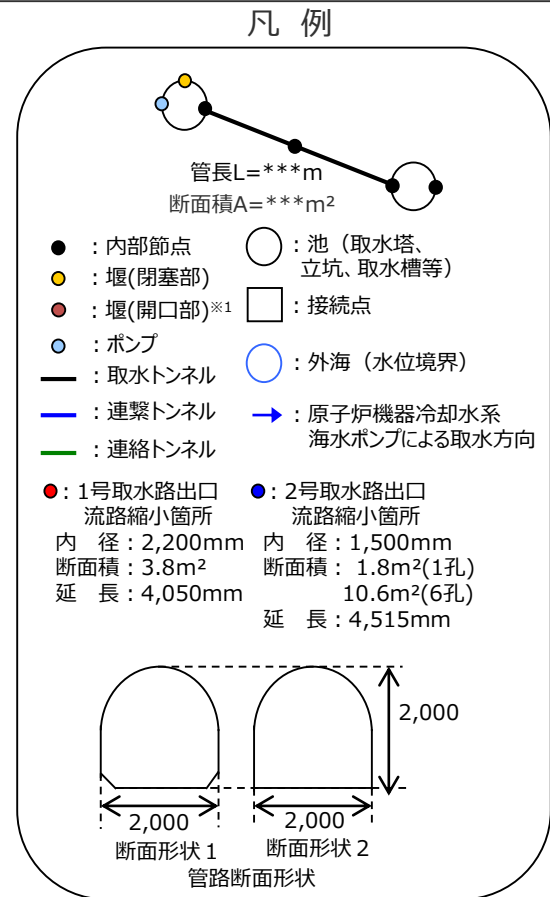 凡 例
管長L=***m
断面積A=***m²
：内部節点
：堰(閉塞部)
：堰(開口部)※1
：ポンプ
：取水トンネル
：連繋トンネル
：連絡トンネル
：池（取水塔、
立坑、取水槽等）
：接続点
：外海（水位境界）
：原子炉機器冷却水系
海水ポンプによる取水方向
：1号取水路出口
流路縮小箇所
内 径：2,200mm
断面積：3.8m²
延 長：4,050mm
：2号取水路出口
流路縮小箇所
内 径：1,500mm
断面積： 1.8m²(1孔)
10.6m²(6孔)
延 長：4,515mm
2,000
2,000
2,000
断面形状１
断面形状２
管路断面形状